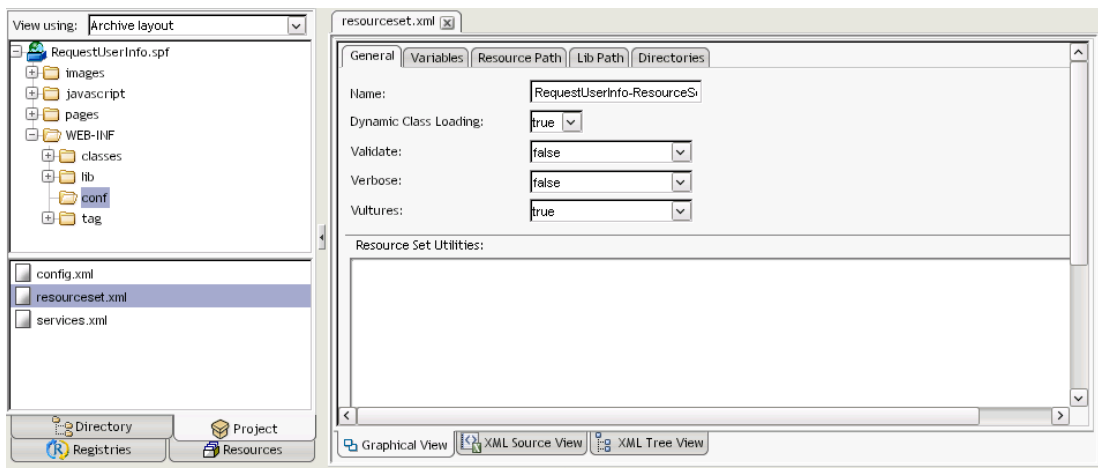 View using: Archive layout
RequestUserInfo.spf
images
javascript
pages
WEB-INF
classes
lib
conf
tag
config.xml
resourceset.xml
services.xml
Directory
Project
Registries
Resources
resourceset.xml
General Variables Resource Path Lib Path Directories
Name: RequestUserInfo-ResourceS
Dynamic Class Loading: true
Validate: false
Verbose: false
Vultures: true
Resource Set Utilities:
Graphical View XML Source View XML Tree View